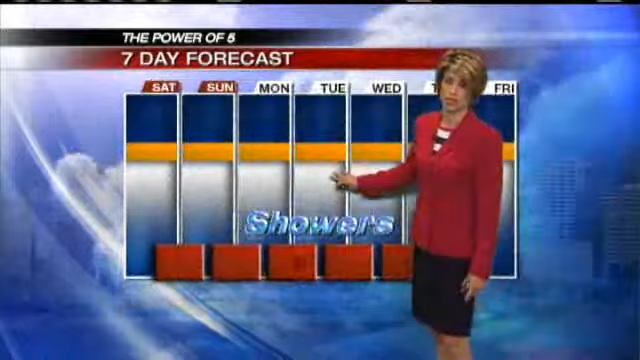 THE POWER OF 5
7 DAY FORECAST
SAT SUN MON TUE WED T FRI
Showers